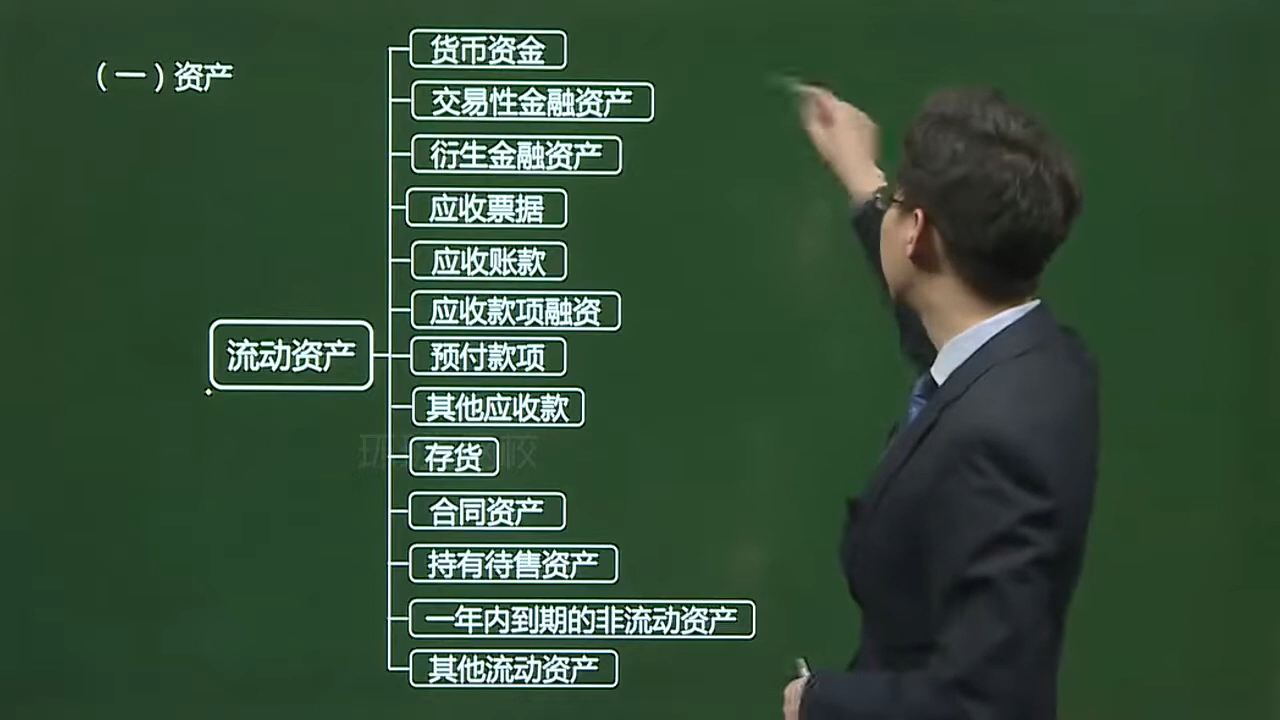 （一）资产
货币资金
交易性金融资产
衍生金融资产
应收票据
应收账款
应收款项融资
流动资产
预付款项
其他应收款
存货
合同资产
持有待售资产
一年内到期的非流动资产
其他流动资产